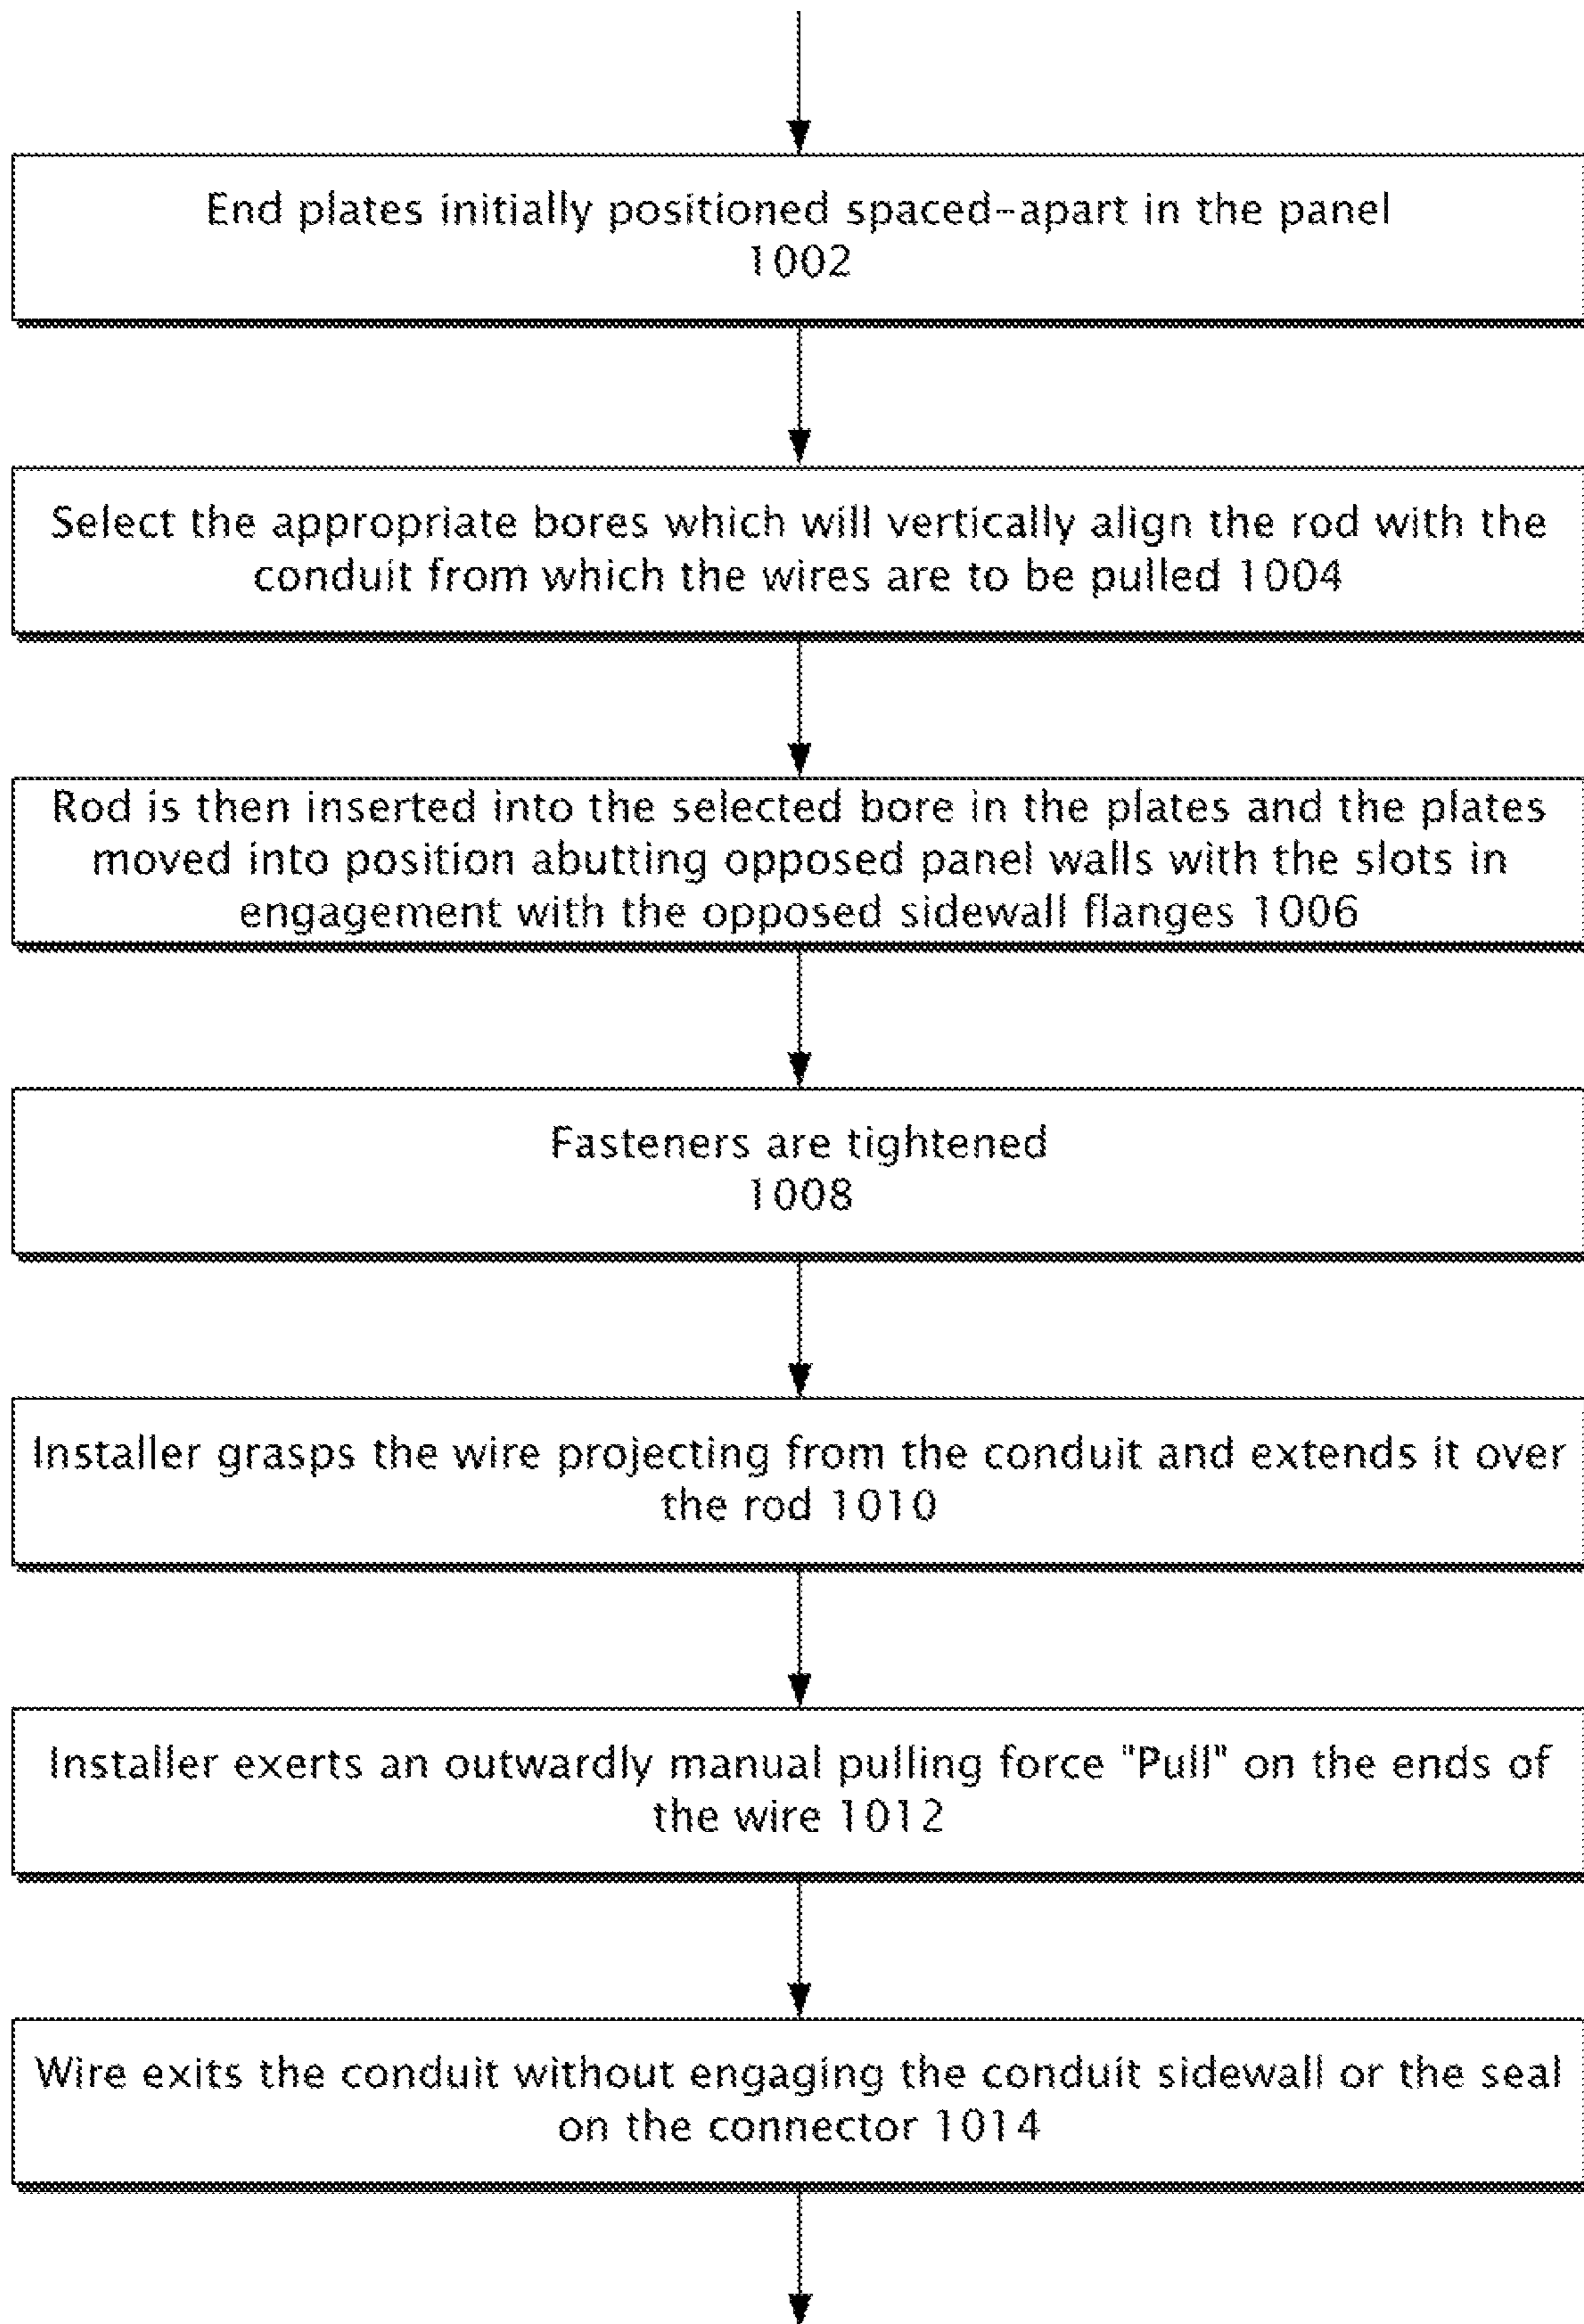 End plates initially positioned spaced-apart in the panel
1002
Select the appropriate bores which will vertically align the rod with the
conduit from which the wires are to be pulled 1004
Rod is then inserted into the selected bore in the plates and the plates
moved into position abutting opposed panel walls with the slots in
engagement with the opposed sidewall flanges 1006
Fasteners are tightened
1008
Installer grasps the wire projecting from the conduit and extends it over
the rod 1010
Installer exerts an outwardly manual pulling force "Pull" on the ends of
the wire 1012
Wire exits the conduit without engaging the conduit sidewall or the seal
on the connector 1014